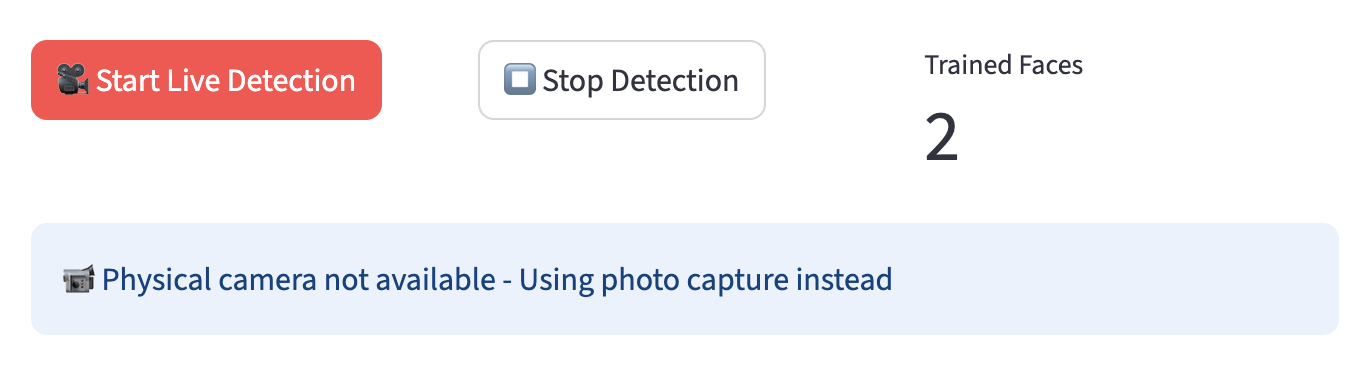 🎥 Start Live Detection
⏹️ Stop Detection
Trained Faces
2
📹 Physical camera not available - Using photo capture instead